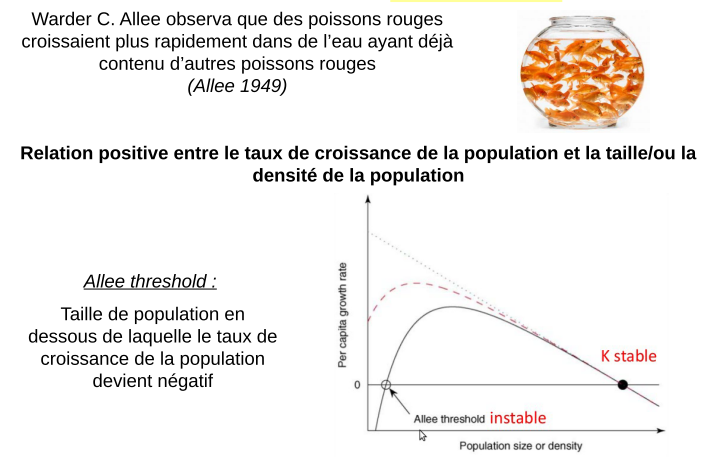 Warder C. Allee observa que des poissons rouges
croissaient plus rapidement dans de l'eau ayant déjà
contenu d'autres poissons rouges
(Allee 1949)
Relation positive entre le taux de croissance de la population et la taille/ou la
densité de la population
Allee threshold :
Taille de population en
dessous de laquelle le taux de
croissance de la population
devient négatif
Per capita growth rate
K stable
0
Allee threshold instable
Population size or density